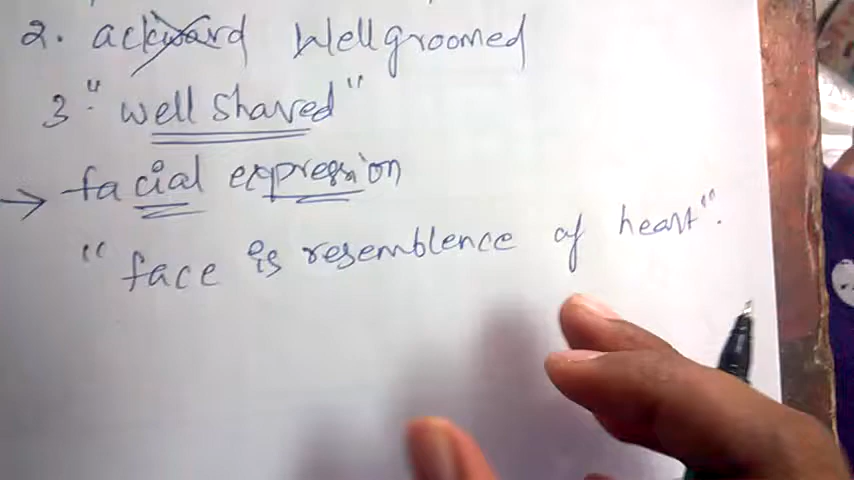 2. ackward Wellgroomed
3 "well shaved"
→ facial expression
"face is resemblence of heart".